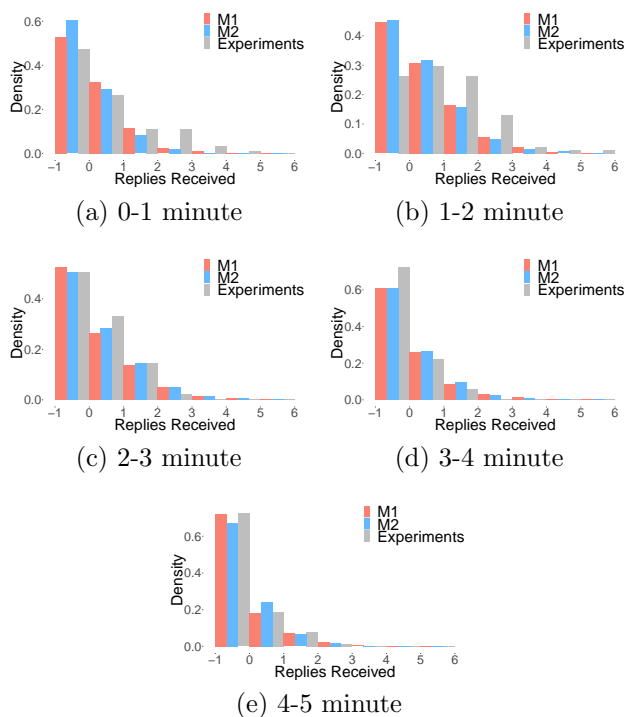 M1
M2
Experiments
Density
0.6
0.4
0.2
0.0
−1 0 1 2 3 4 5 6
Replies Received
(a) 0-1 minute
M1
M2
Experiments
Density
0.4
0.3
0.2
0.1
0.0
−1 0 1 2 3 4 5 6
Replies Received
(b) 1-2 minute
M1
M2
Experiments
Density
0.4
0.2
0.0
−1 0 1 2 3 4 5 6
Replies Received
(c) 2-3 minute
M1
M2
Experiments
Density
0.6
0.4
0.2
0.0
−1 0 1 2 3 4 5 6
Replies Received
(d) 3-4 minute
M1
M2
Experiments
Density
0.6
0.4
0.2
0.0
−1 0 1 2 3 4 5 6
Replies Received
(e) 4-5 minute